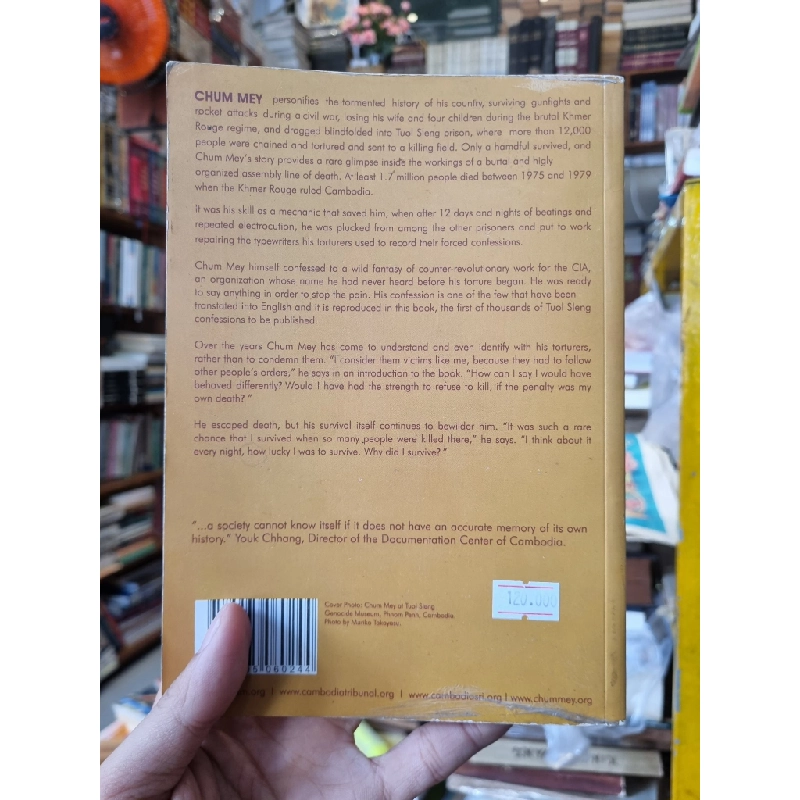 CHUM MEY personifies the tormented history of his country, surviving gunfights and
rocket attacks during a civil war, losing his wife and four children during the brutal Khmer
Rouge regime, and dragged blindfolded into Tuol Sleng prison, where more than 12,000
people were chained and tortured and sent to a killing field. Only a handful survived, and
Chum Mey's story provides a rare glimpse inside the workings of a burtal and higly
organized assembly line of death. At least 1.7 million people died between 1975 and 1979
when the Khmer Rouge ruled Cambodia.
It was his skill as a mechanic that saved him, when after 12 days and nights of beatings and
repeated electrocution, he was plucked from among the other prisoners and put to work
repairing the typewriters his torturers used to record their forced confessions.
Chum Mey himself confessed to a wild fantasy of counter-revolutionary work for the CIA,
an organization whose name he had never heard before his torture began. He was ready
to say anything in order to stop the pain. His confession is one of the few that have been
translated into English and it is reproduced in this book, the first of thousands of Tuol Sleng
confessions to be published.
Over the years Chum Mey has come to understand and even identify with his torturers,
rather than to condemn them. "I consider them victims like me, because they had to follow
other people's orders," he says in an introduction to the book. "How can I say I would have
behaved differently? Would I have had the strength to refuse to kill, if the penalty was my
own death?"
He escaped death, but his survival itself continues to bewilder him. "It was such a rare
chance that I survived when so many people were killed there," he says. "I think about it
every night, how lucky I was to survive. Why did I survive?"
"...a society cannot know itself if it does not have an accurate memory of its own
history." Youk Chhang, Director of the Documentation Center of Cambodia.
Cover Photo: Chum Mey at Tuol Sleng
Genocide Museum, Phnom Penh, Cambodia
Photo by
120.000
060244
.org | www.cambodiatribunal.org | www.cambodiasri.org | www.chummey.org